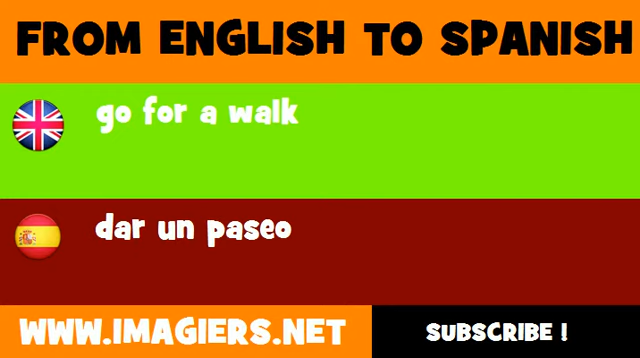 FROM ENGLISH TO SPANISH
go for a walk
dar un paseo
WWW.IMAGIERS.NET
SUBSCRIBE !